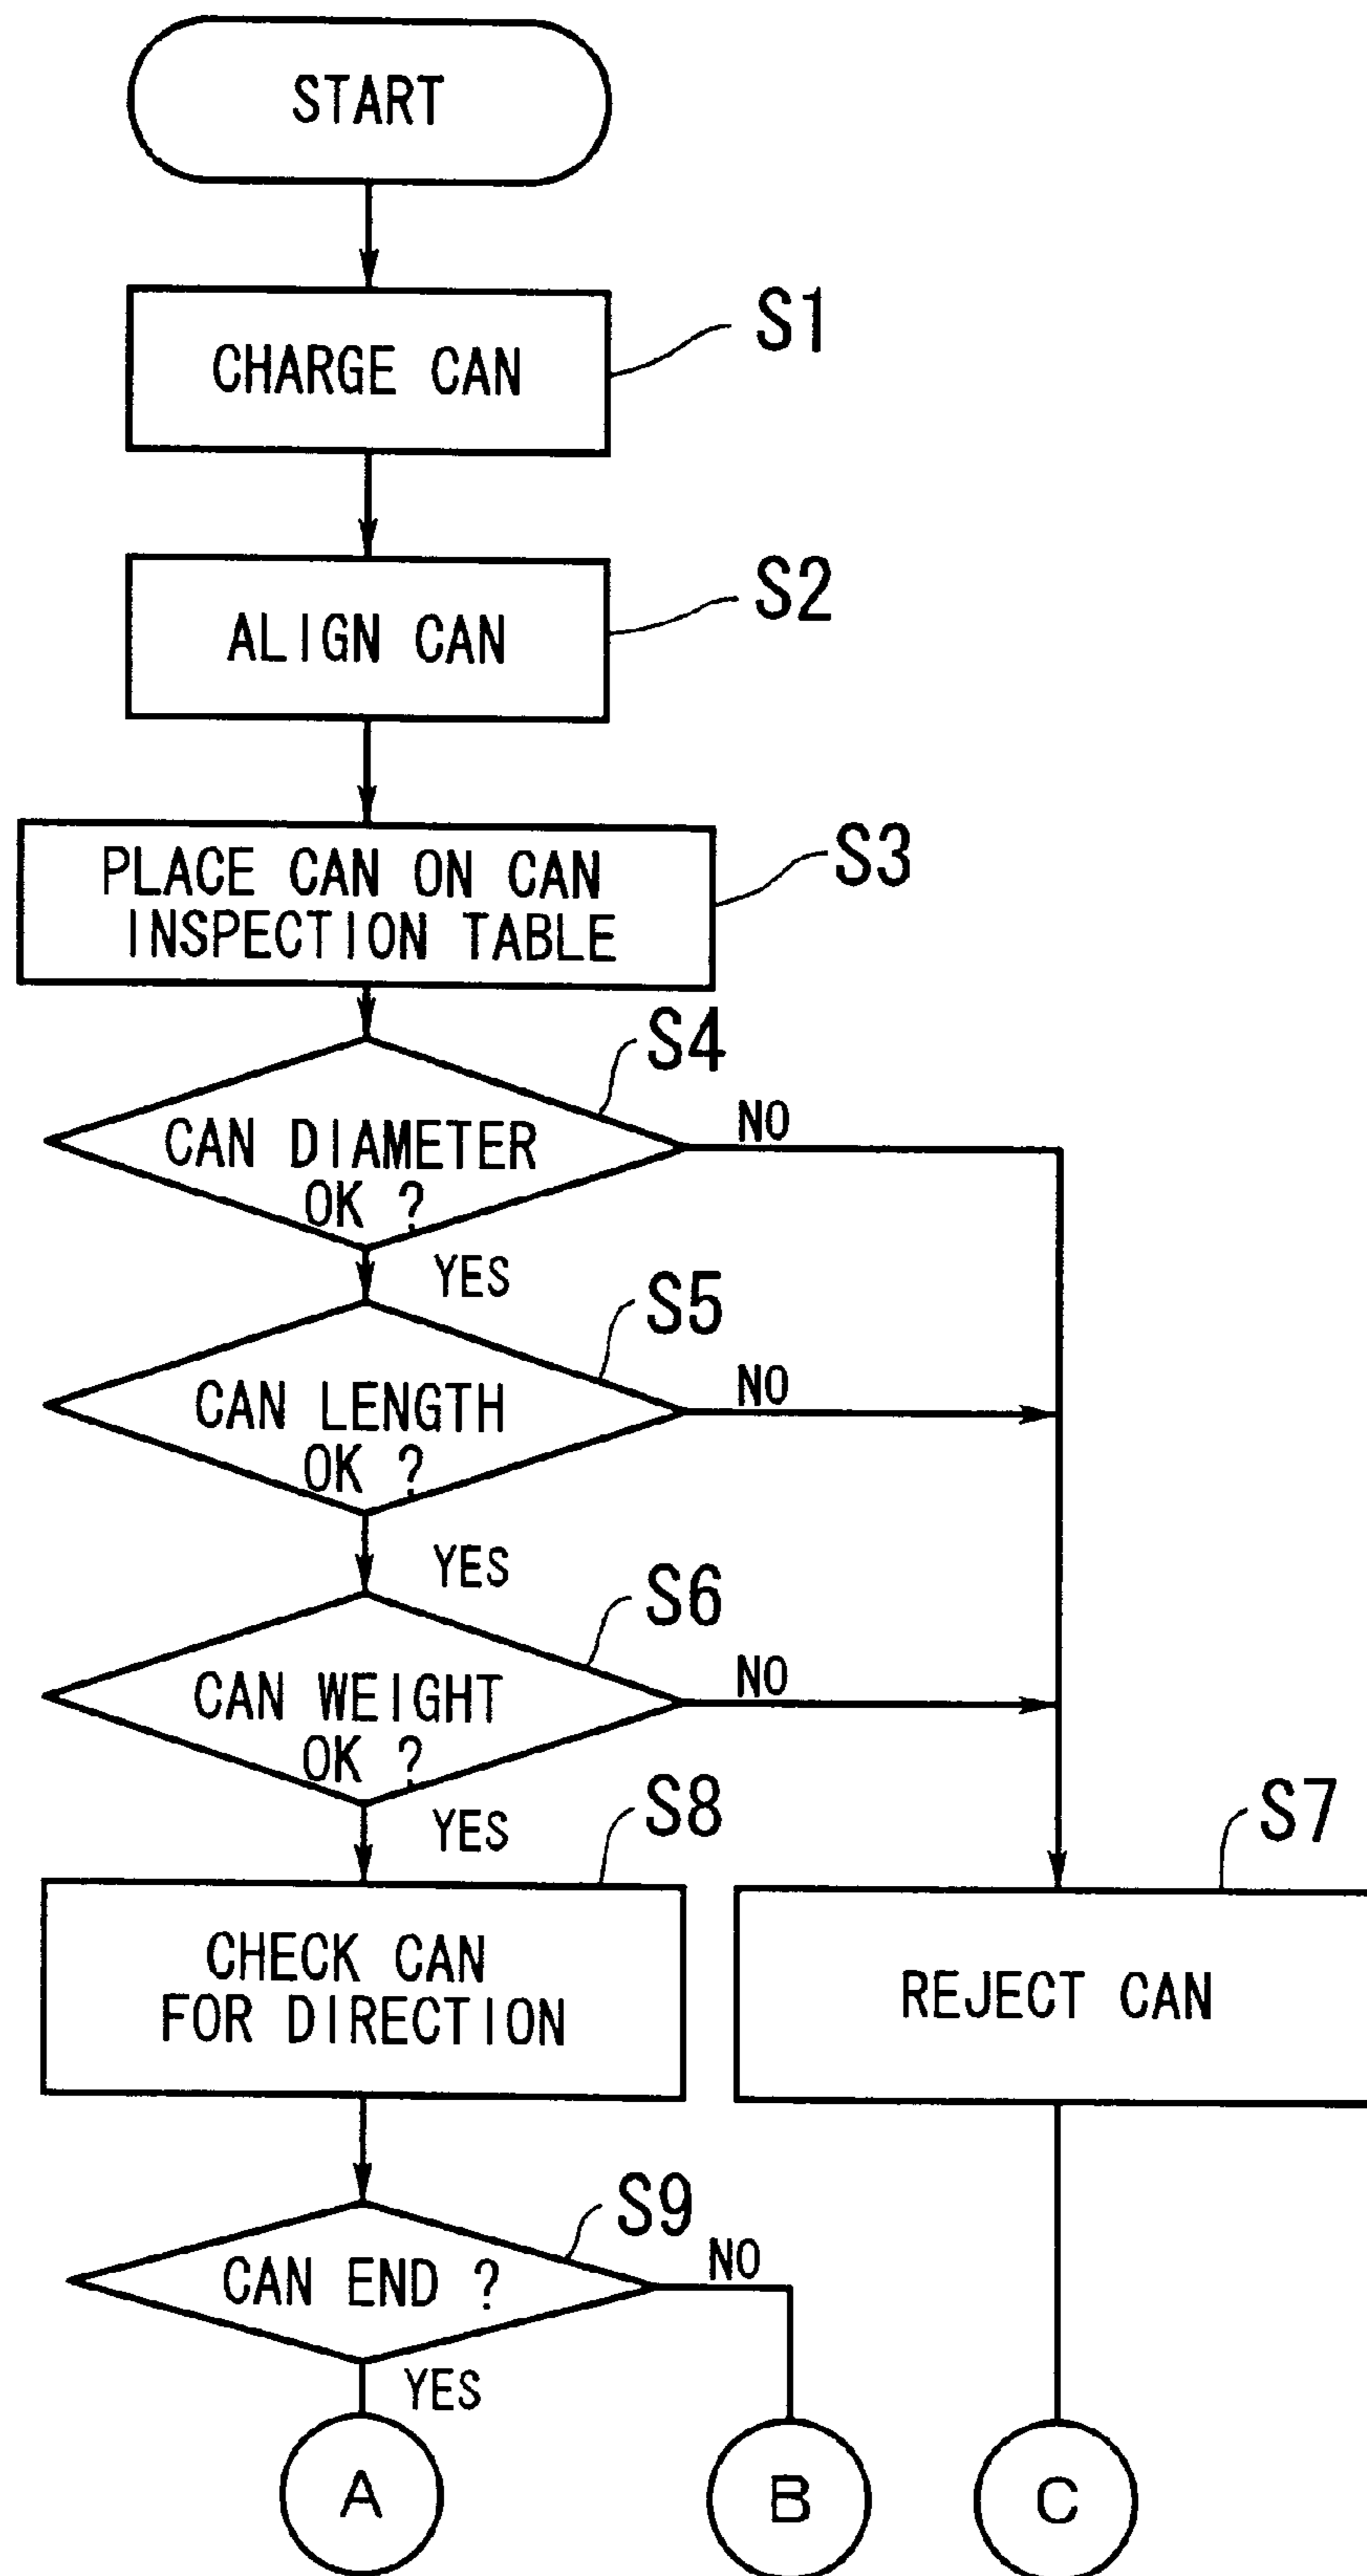 START
CHARGE CAN
S1
ALIGN CAN
S2
PLACE CAN ON CAN
INSPECTION TABLE
S3
S4
CAN DIAMETER
OK ?
NO
YES
S5
CAN LENGTH
OK ?
NO
YES
S6
CAN WEIGHT
OK ?
NO
YES
S8
CHECK CAN
FOR DIRECTION
S7
REJECT CAN
S9
CAN END ?
NO
YES
A
B
C